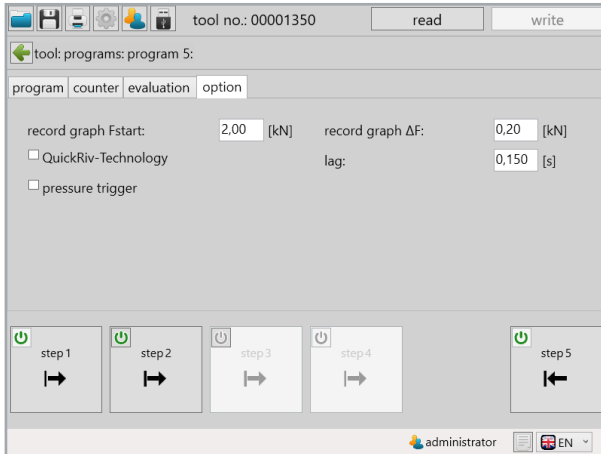 tool no.: 00001350 read write
tool: programs: program 5:
program counter evaluation option
record graph Fstart: 2,00 [kN] record graph ΔF: 0,20 [kN]
QuickRiv-Technology lag: 0,150 [s]
pressure trigger
step 1 step 2 step 3 step 4 step 5
administrator EN